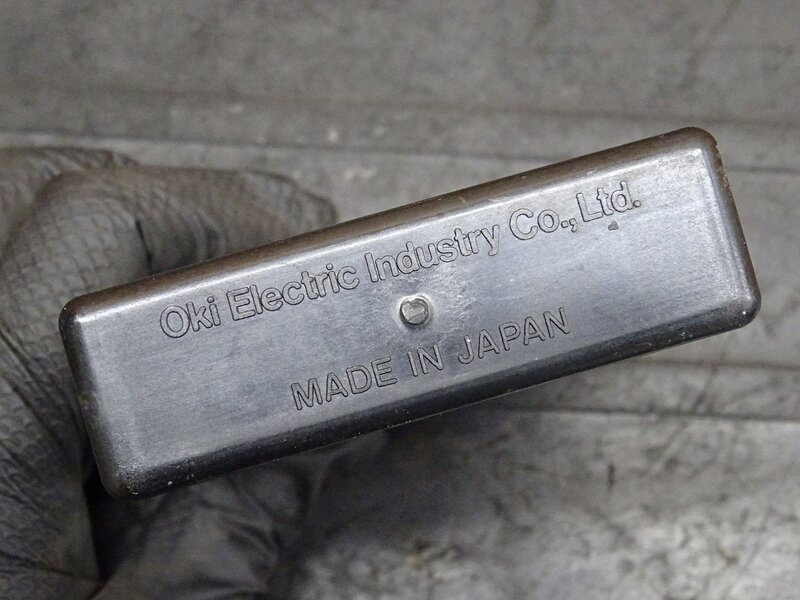 Oki Electric Industry Co.,Ltd.
MADE IN JAPAN